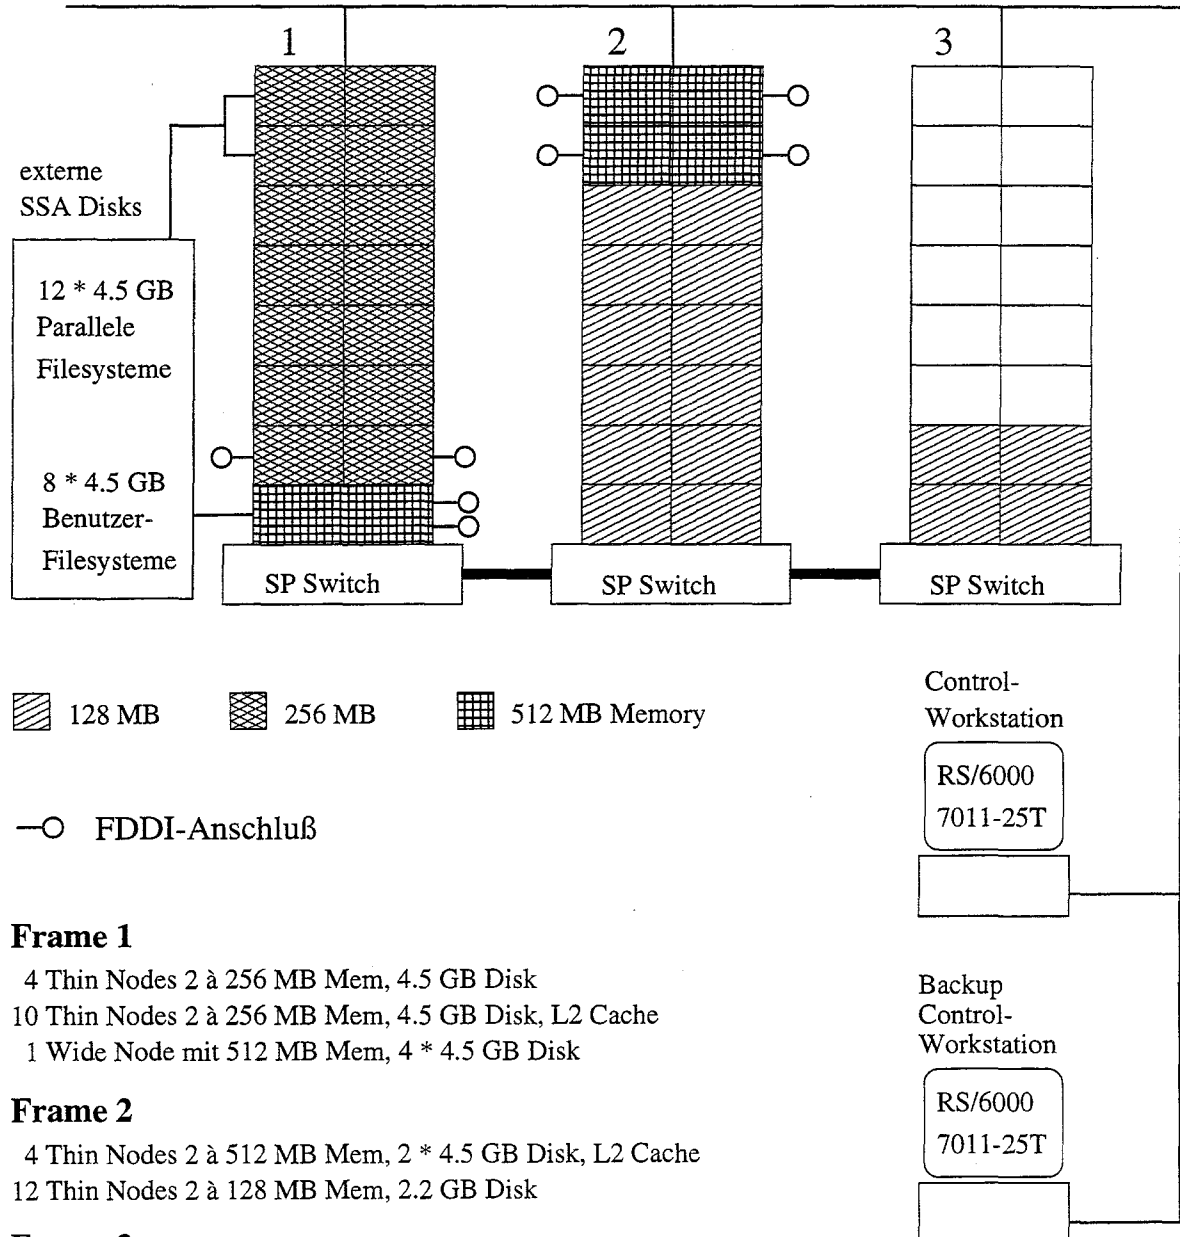 1
2
3
externe
SSA Disks
12 * 4.5 GB
Parallele
Filesysteme
8 * 4.5 GB
Benutzer-
Filesysteme
SP Switch
SP Switch
SP Switch
128 MB
256 MB
512 MB Memory
FDDI-Anschluß
Control-
Workstation
RS/6000
7011-25T
Frame 1
4 Thin Nodes 2 à 256 MB Mem, 4.5 GB Disk
10 Thin Nodes 2 à 256 MB Mem, 4.5 GB Disk, L2 Cache
1 Wide Node mit 512 MB Mem, 4 * 4.5 GB Disk
Backup
Control-
Workstation
RS/6000
7011-25T
Frame 2
4 Thin Nodes 2 à 512 MB Mem, 2 * 4.5 GB Disk, L2 Cache
12 Thin Nodes 2 à 128 MB Mem, 2.2 GB Disk